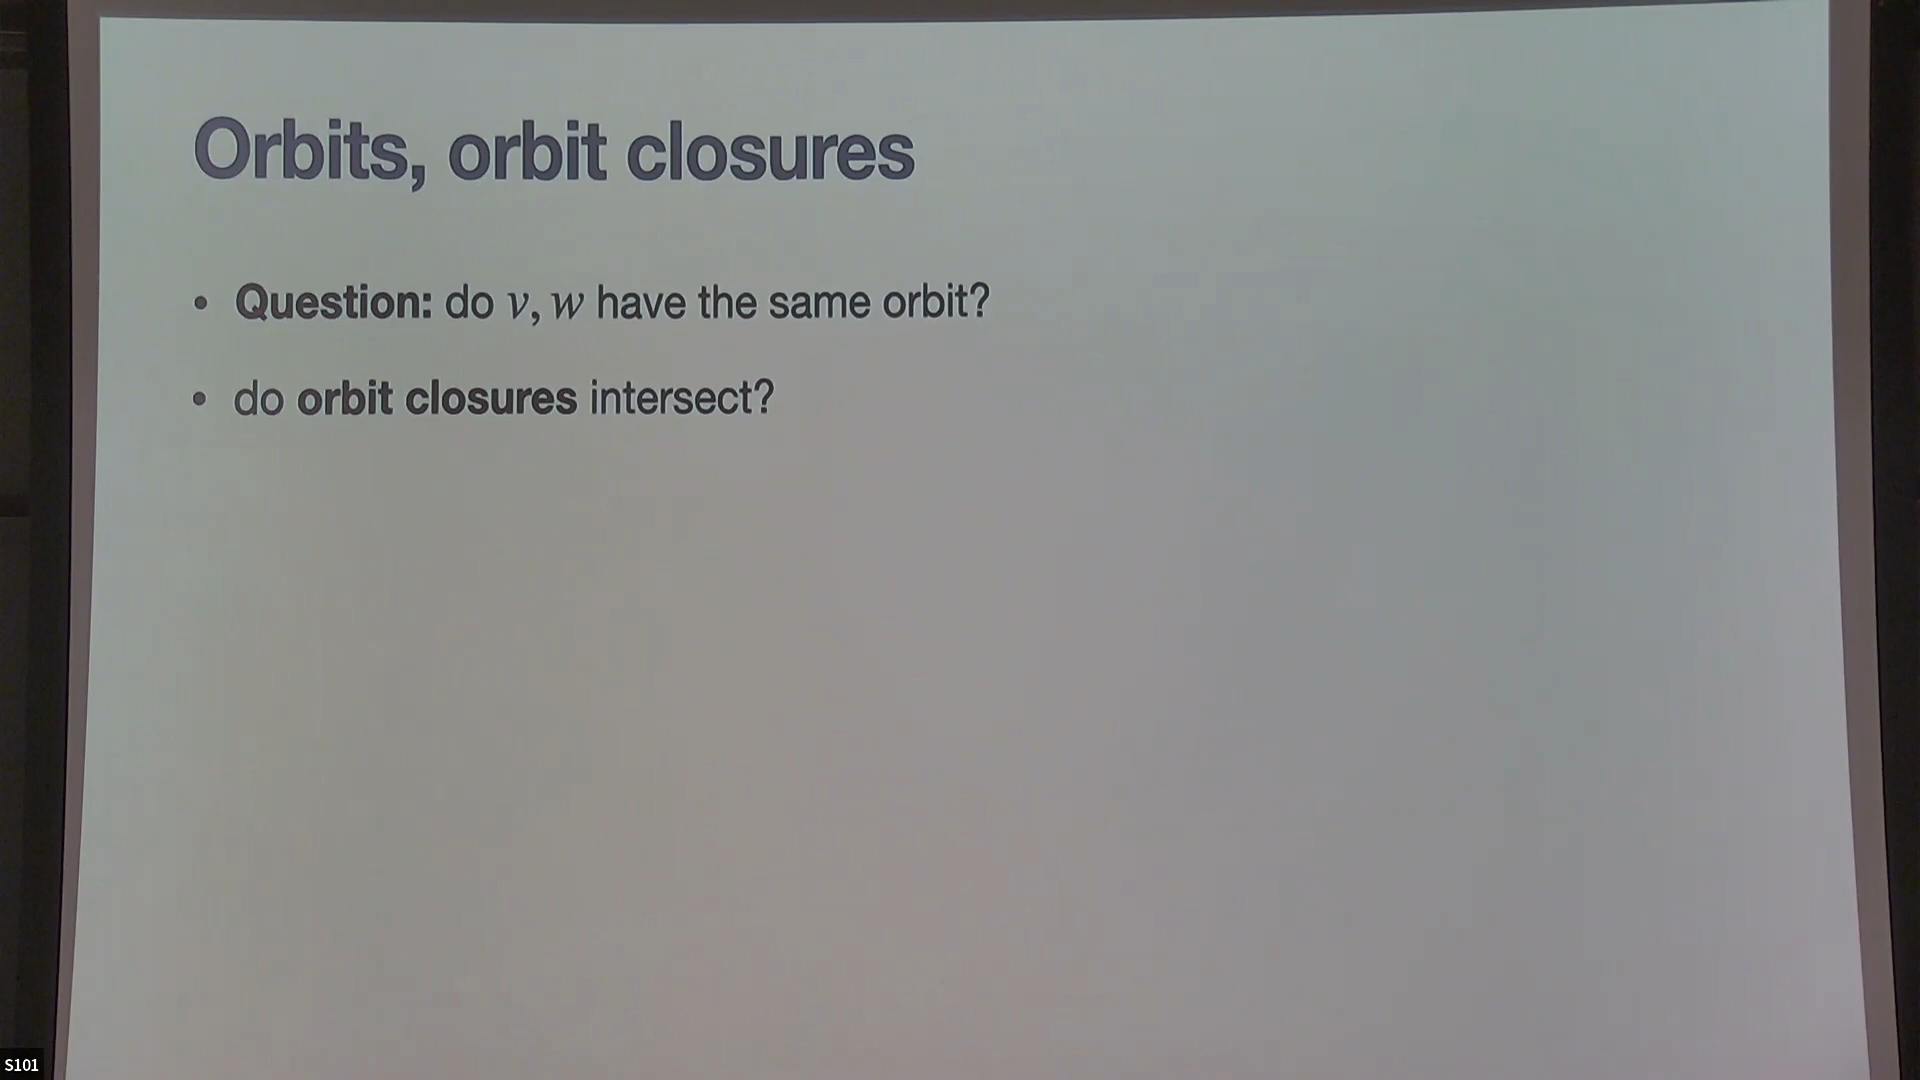 Orbits, orbit closures
• Question: do v, w have the same orbit?
• do orbit closures intersect?
S101